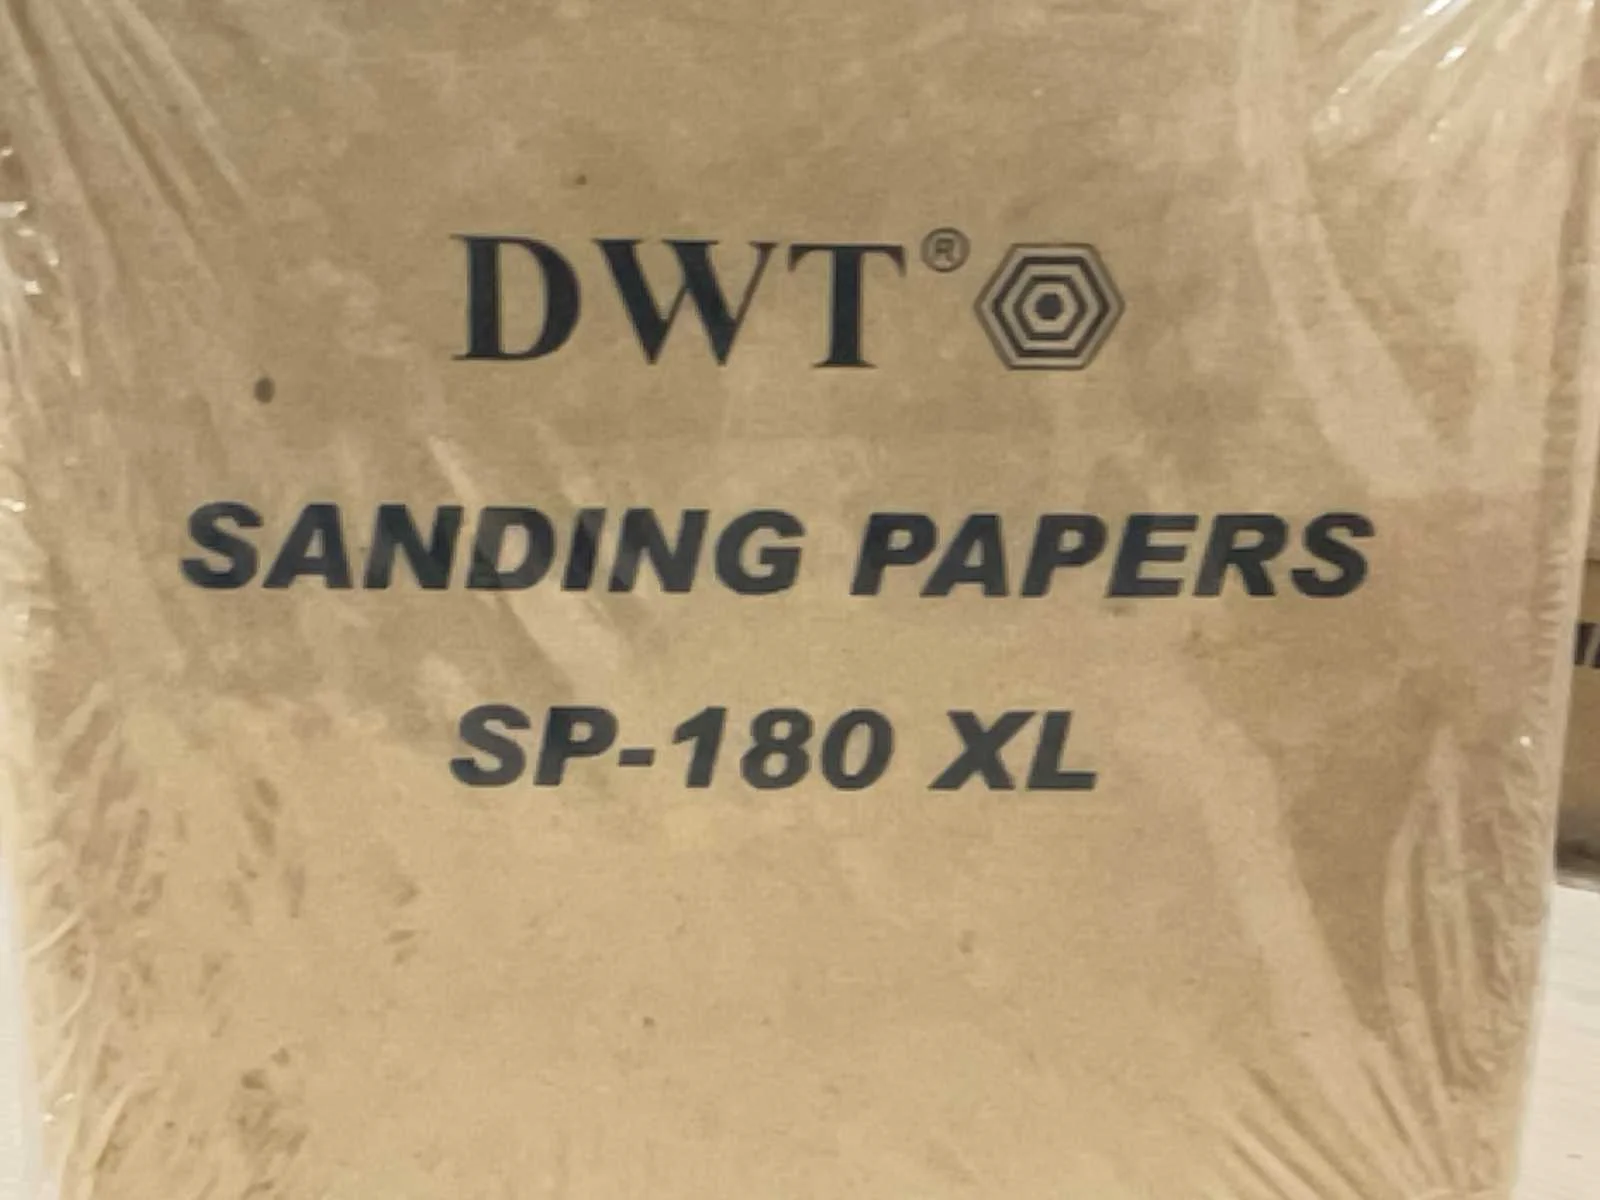 DWT®
SANDING PAPERS
SP-180 XL